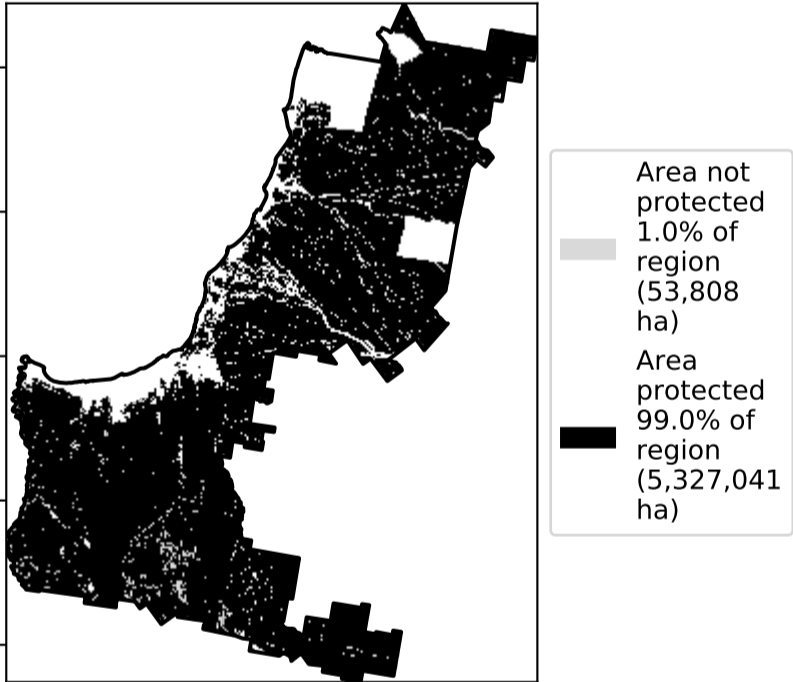 Area not
protected
1.0% of
region
(53,808
ha)
Area
protected
99.0% of
region
(5,327,041
ha)